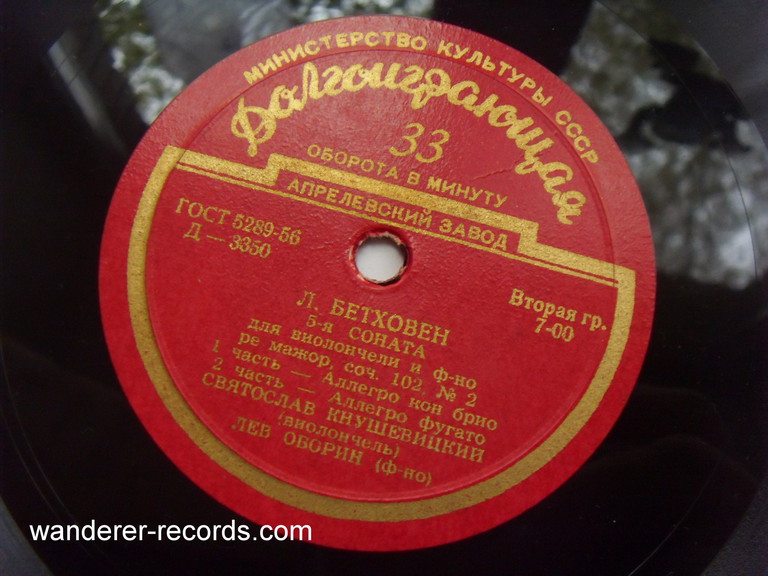 МИНИСТЕРСТВО КУЛЬТУРЫ СССР
Долгоиграющая
33
ОБОРОТА В МИНУТУ
АПРЕЛЕВСКИЙ ЗАВОД
ГОСТ 5289-56
Д — 3350
Вторая гр.
7-00
Л. БЕТХОВЕН
5-я СОНАТА
для виолончели и ф-но
ре мажор, соч. 102, № 2
1 часть — Аллегро кон брио
2 часть — Аллегро фугато
СВЯТОСЛАВ КНУШЕВИЦКИЙ
(виолончель)
ЛЕВ ОБОРИН (ф-но)
wanderer-records.com